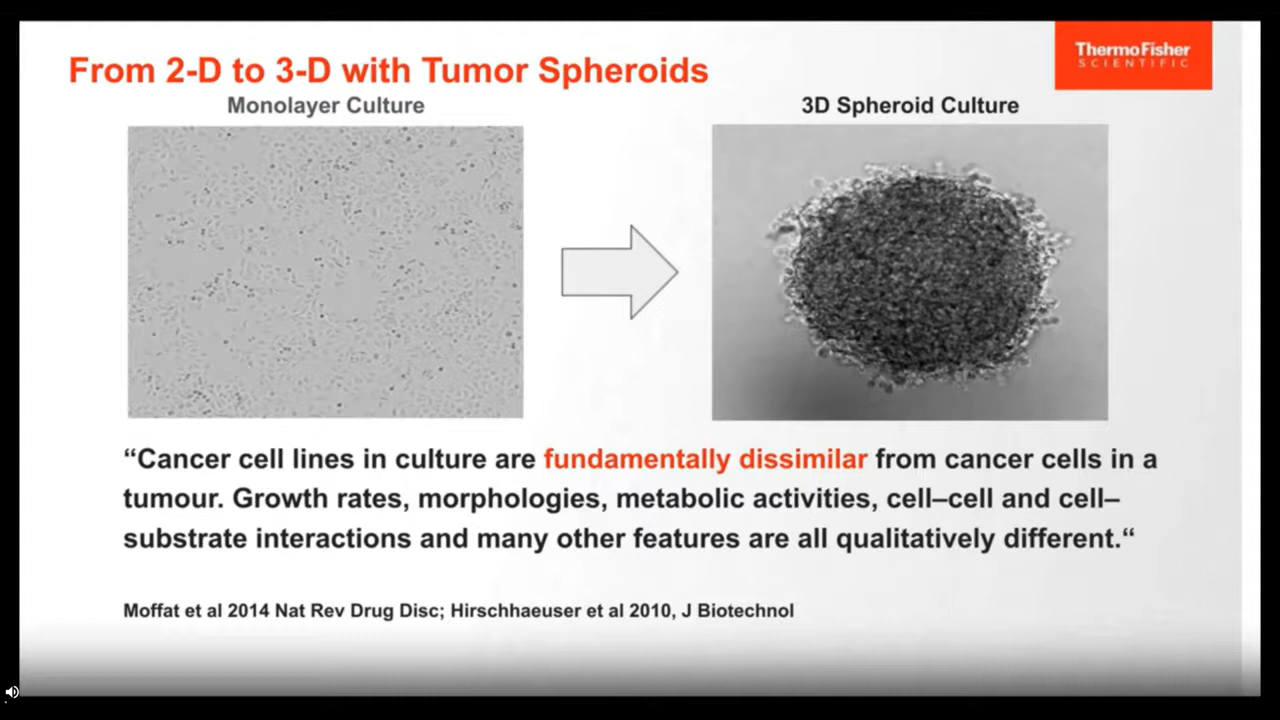 From 2-D to 3-D with Tumor Spheroids
ThermoFisher
SCIENTIFIC
Monolayer Culture
3D Spheroid Culture
“Cancer cell lines in culture are fundamentally dissimilar from cancer cells in a
tumour. Growth rates, morphologies, metabolic activities, cell–cell and cell–
substrate interactions and many other features are all qualitatively different.“
Moffat et al 2014 Nat Rev Drug Disc; Hirschhaeuser et al 2010, J Biotechnol